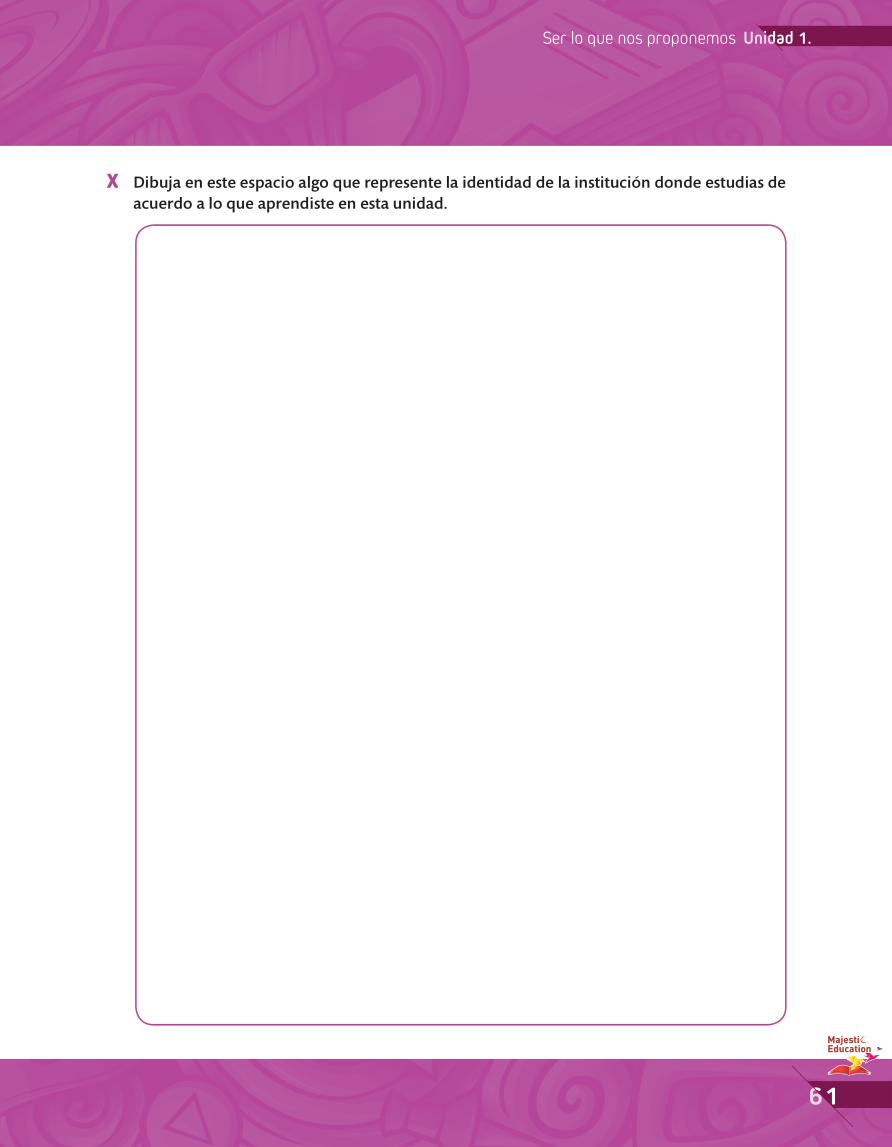 Ser lo que nos proponemos Unidad 1.
X Dibuja en este espacio algo que represente la identidad de la institución donde estudias de
acuerdo a lo que aprendiste en esta unidad.
Majestic
Education
61